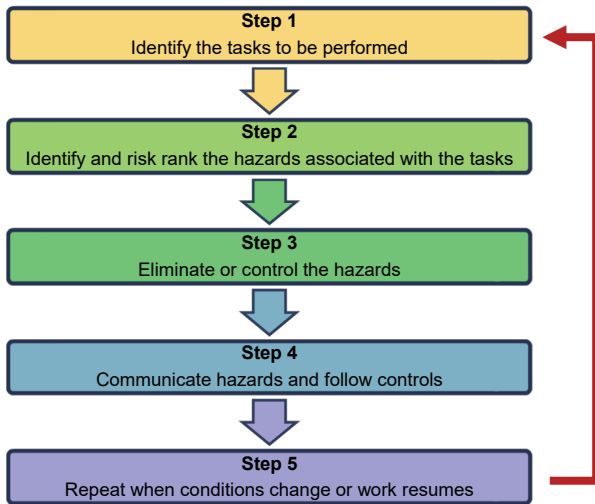 Step 1
Identify the tasks to be performed
Step 2
Identify and risk rank the hazards associated with the tasks
Step 3
Eliminate or control the hazards
Step 4
Communicate hazards and follow controls
Step 5
Repeat when conditions change or work resumes